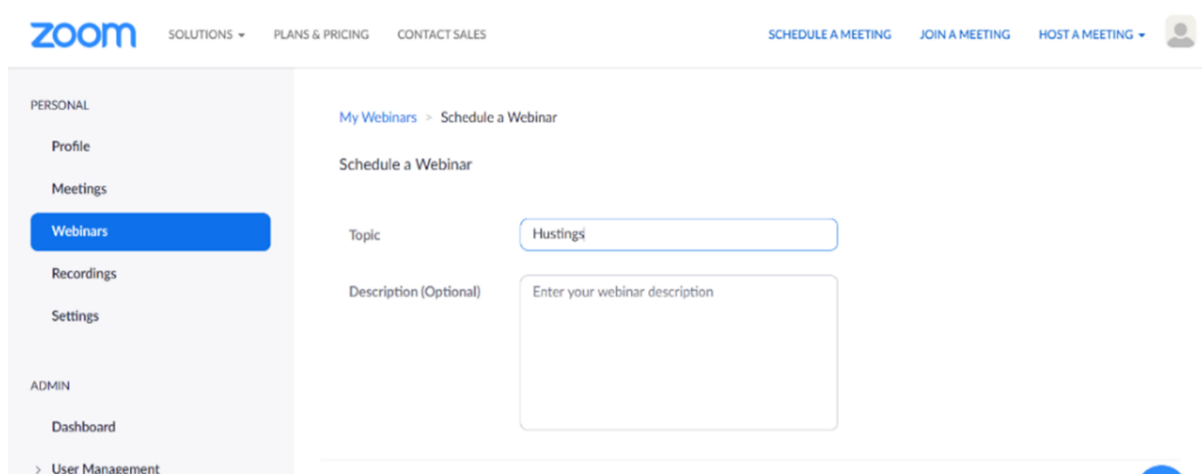 zoom SOLUTIONS PLANS & PRICING CONTACT SALES SCHEDULE A MEETING JOIN A MEETING HOST A MEETING
PERSONAL
Profile
Meetings
Webinars
Recordings
Settings
ADMIN
Dashboard
> User Management
My Webinars > Schedule a Webinar
Schedule a Webinar
Topic Hustings
Description (Optional) Enter your webinar description